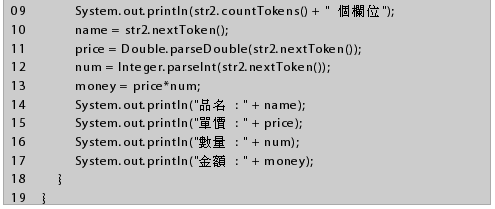 09 System.out.println(str2.countTokens() + " 個欄位");
10 name = str2.nextToken();
11 price = Double.parseDouble(str2.nextToken());
12 num = Integer.parseInt(str2.nextToken());
13 money = price*num;
14 System.out.println("品名 : " + name);
15 System.out.println("單價 : " + price);
16 System.out.println("數量 : " + num);
17 System.out.println("金額 : " + money);
18 }
19 }